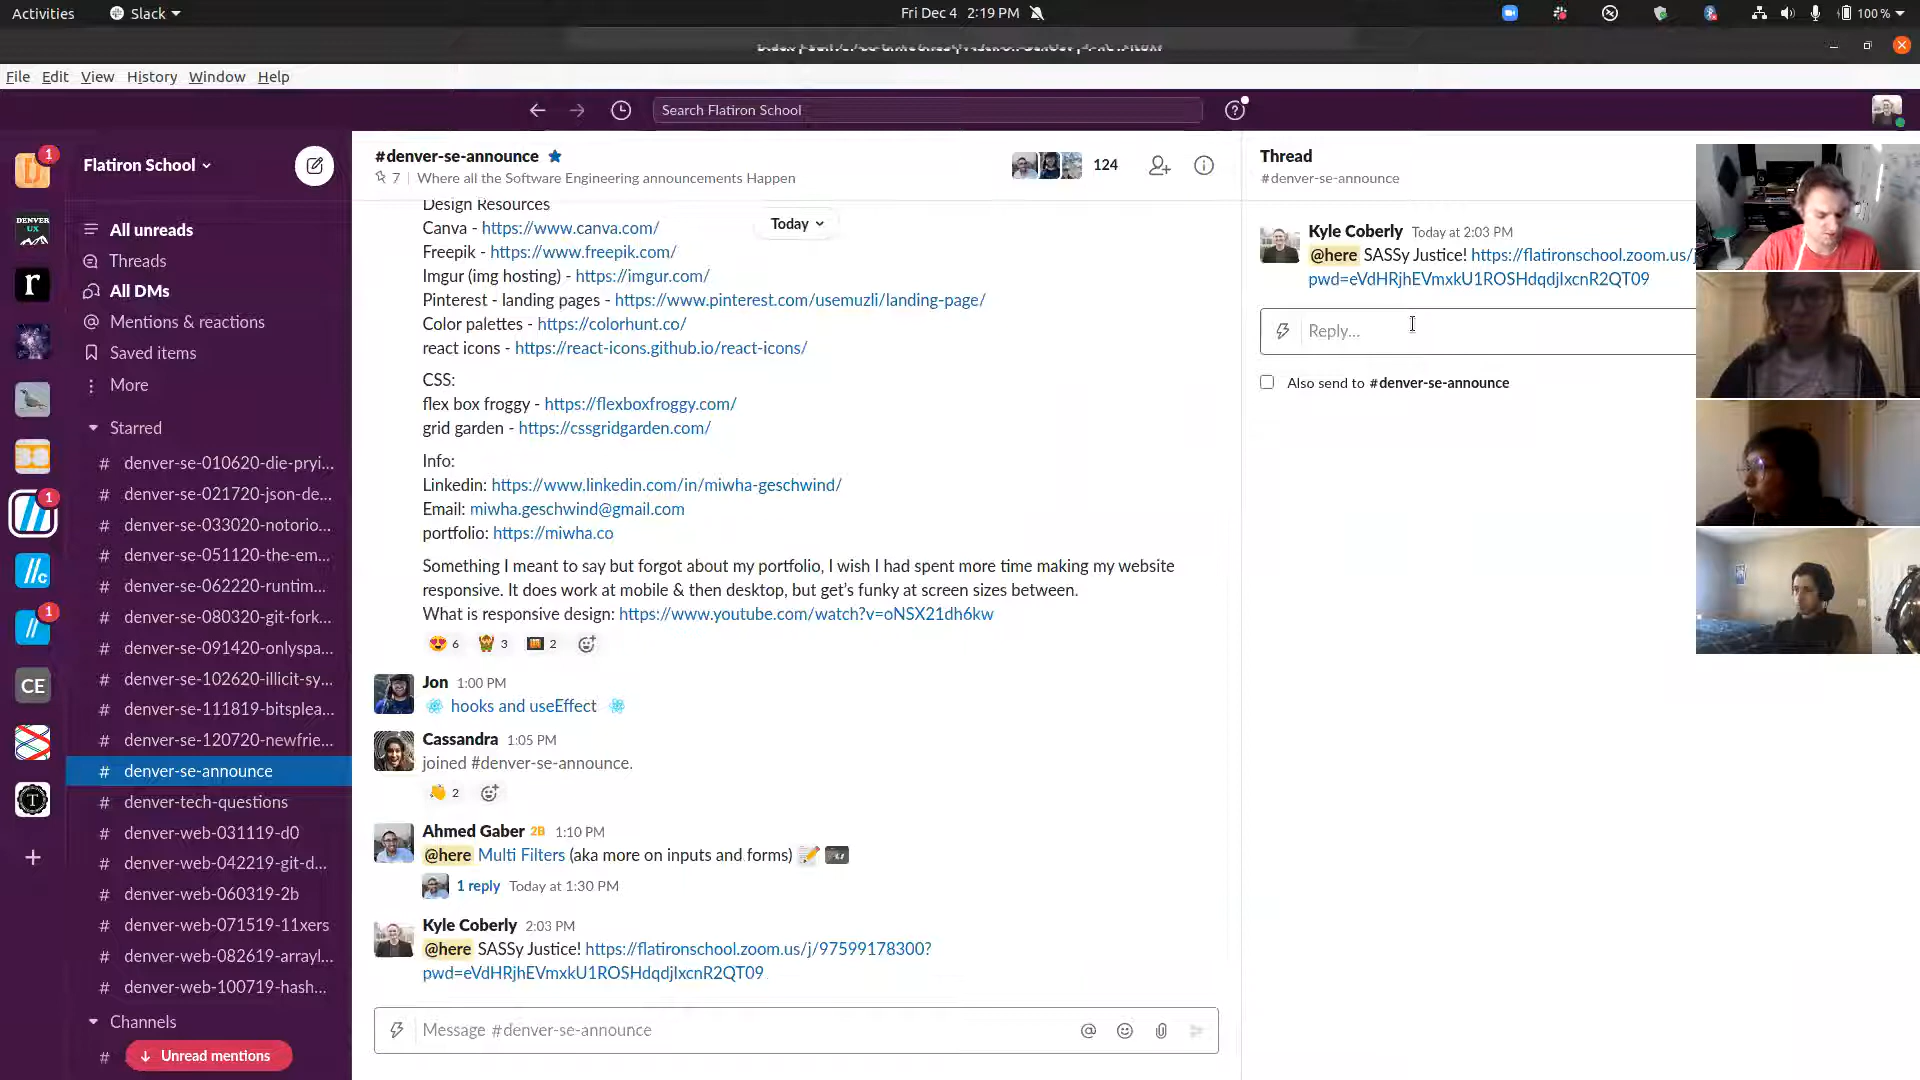 Activities
Slack
Fri Dec 4 2:19 PM
100 %
File Edit View History Window Help
Search Flatiron School
1
Flatiron School
DENVER
UX
r
1
1
CE
T
All unreads
Threads
All DMs
Mentions & reactions
Saved items
More
Starred
# denver-se-010620-die-pryi...
# denver-se-021720-json-de...
# denver-se-033020-notorio...
# denver-se-051120-the-em...
# denver-se-062220-runtim...
# denver-se-080320-git-fork...
# denver-se-091420-onlyspa...
# denver-se-102620-illicit-sy...
# denver-se-111819-bitsplea...
# denver-se-120720-newfrie...
# denver-se-announce
# denver-tech-questions
# denver-web-031119-d0
# denver-web-042219-git-d...
# denver-web-060319-2b
# denver-web-071519-11xers
# denver-web-082619-arrayl...
# denver-web-100719-hash...
Channels
#
Unread mentions
#denver-se-announce
7 | Where all the Software Engineering announcements Happen
124
Today
Design Resources
Canva - https://www.canva.com/
Freepik - https://www.freepik.com/
Imgur (img hosting) - https://imgur.com/
Pinterest - landing pages - https://www.pinterest.com/usemuzli/landing-page/
Color palettes - https://colorhunt.co/
react icons - https://react-icons.github.io/react-icons/
CSS:
flex box froggy - https://flexboxfroggy.com/
grid garden - https://cssgridgarden.com/
Info:
Linkedin: https://www.linkedin.com/in/miwha-geschwind/
Email: miwha.geschwind@gmail.com
portfolio: https://miwha.co
Something I meant to say but forgot about my portfolio, I wish I had spent more time making my website
responsive. It does work at mobile & then desktop, but get's funky at screen sizes between.
What is responsive design: https://www.youtube.com/watch?v=oNSX21dh6kw
6 3 2
Jon 1:00 PM
hooks and useEffect
Cassandra 1:05 PM
joined #denver-se-announce.
2
Ahmed Gaber 2B 1:10 PM
@here Multi Filters (aka more on inputs and forms)
1 reply Today at 1:30 PM
Kyle Coberly 2:03 PM
@here SASSy Justice! https://flatironschool.zoom.us/j/97599178300?
pwd=eVdHRjhEVmxkU1ROSHdqdjlxcnR2QT09
Message #denver-se-announce
Thread
#denver-se-announce
Kyle Coberly Today at 2:03 PM
@here SASSy Justice! https://flatironschool.zoom.us/j
pwd=eVdHRjhEVmxkU1ROSHdqdjlxcnR2QT09
Reply...
Also send to #denver-se-announce